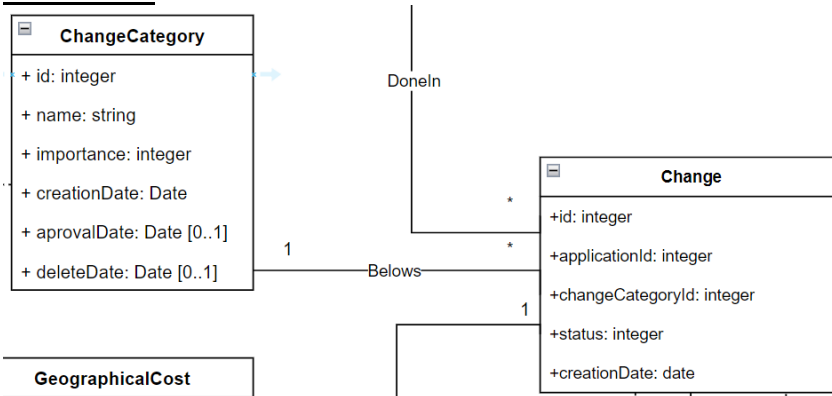 ChangeCategory
+ id: integer
+ name: string
+ importance: integer
+ creationDate: Date
+ aprovalDate: Date [0..1]
+ deleteDate: Date [0..1]
DoneIn
*
*
1
Belows
1
Change
+id: integer
+applicationId: integer
+changeCategoryId: integer
+status: integer
+creationDate: date
GeographicalCost